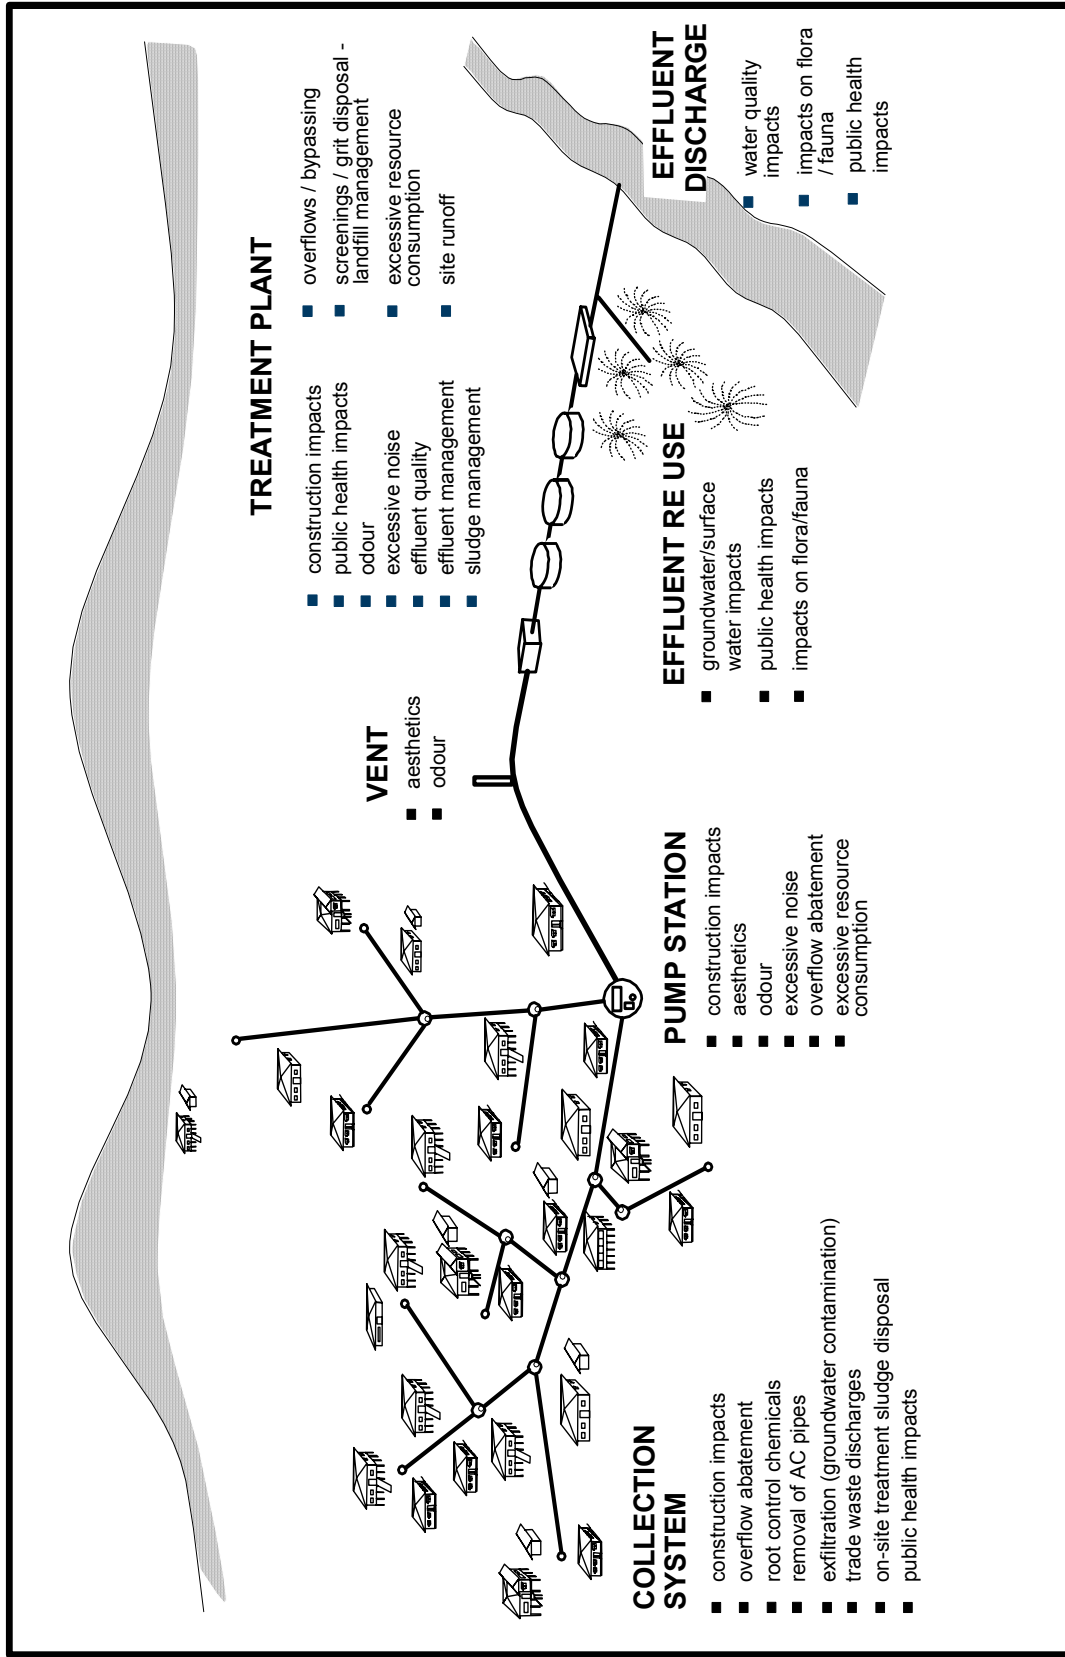 TREATMENT PLANT
construction impacts
public health impacts
odour
excessive noise
effluent quality
effluent management
sludge management
overflows / bypassing
screenings / grit disposal -
landfill management
excessive resource
consumption
site runoff
VENT
aesthetics
odour
COLLECTION
SYSTEM
construction impacts
overflow abatement
root control chemicals
removal of AC pipes
exfiltration (groundwater contamination)
trade waste discharges
on-site treatment sludge disposal
public health impacts
PUMP STATION
construction impacts
aesthetics
odour
excessive noise
overflow abatement
excessive resource
consumption
EFFLUENT RE USE
groundwater/surface
water impacts
public health impacts
impacts on flora/fauna
EFFLUENT
DISCHARGE
water quality
impacts
impacts on flora
/ fauna
public health
impacts